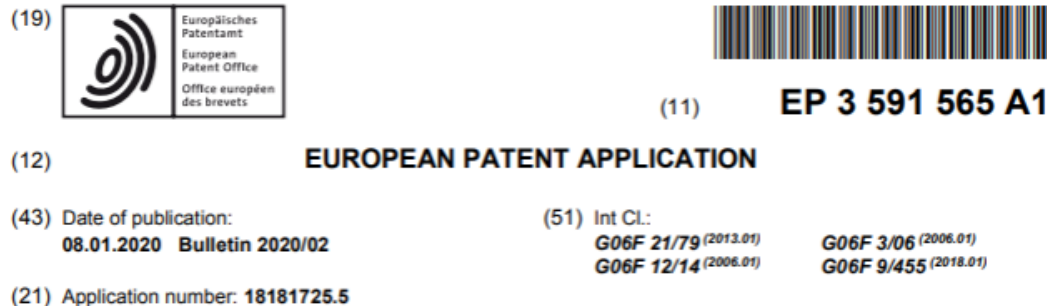 (19)
Europäisches
Patentamt
European
Patent Office
Office européen
des brevets
(11) EP 3 591 565 A1
(12) EUROPEAN PATENT APPLICATION
(43) Date of publication:
08.01.2020 Bulletin 2020/02
(51) Int Cl.:
G06F 21/79 (2013.01) G06F 3/06 (2006.01)
G06F 12/14 (2006.01) G06F 9/455 (2018.01)
(21) Application number: 18181725.5